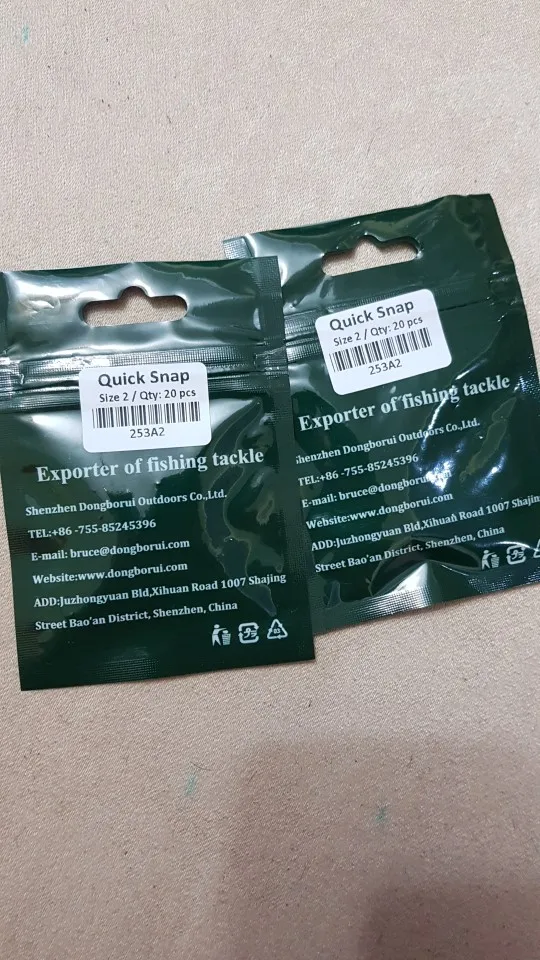 Quick Snap
Size 2 / Qty: 20 pcs
253A2
Exporter of fishing tackle
Shenzhen Dongborui Outdoors Co.,Ltd.
TEL:+86 -755-85245396
E-mail: bruce@dongborui.com
Website:www.dongborui.com
ADD:Juzhongyuan Bld,Xihuan Road 1007 Shajing
Street Bao'an District, Shenzhen, China
03
Quick Snap
Size 2 / Qty: 20 pcs
253A2
Exporter of fishing tackle
Shenzhen Dongborui Outdoors Co.,Ltd.
TEL:+86 -755-85245396
E-mail: bruce@dongborui.com
Website:www.dongborui.com
ADD:Juzhongyuan Bld,Xihuan Road 1007 Shajing
Street Bao'an District, Shenzhen, China